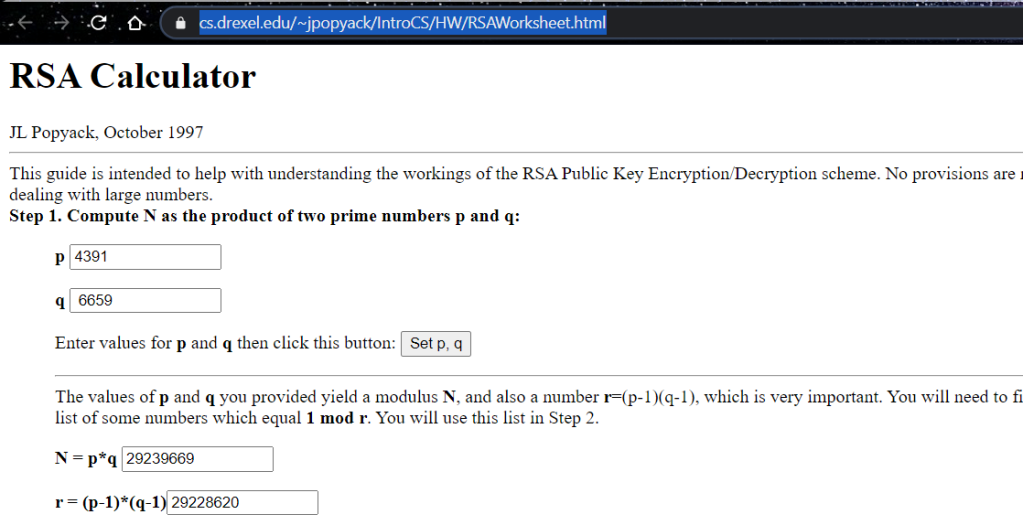 cs.drexel.edu/~jpopyack/IntroCS/HW/RSAWorksheet.html
RSA Calculator
JL Popyack, October 1997
This guide is intended to help with understanding the workings of the RSA Public Key Encryption/Decryption scheme. No provisions are
dealing with large numbers.
Step 1. Compute N as the product of two prime numbers p and q:
p 4391
q 6659
Enter values for p and q then click this button: Set p, q
The values of p and q you provided yield a modulus N, and also a number r=(p-1)(q-1), which is very important. You will need to
list of some numbers which equal 1 mod r. You will use this list in Step 2.
N = p*q 29239669
r = (p-1)*(q-1) 29228620